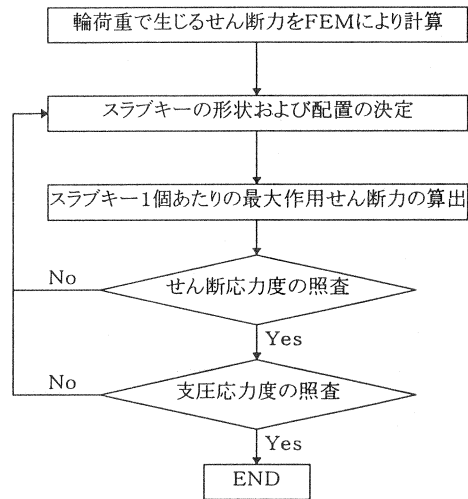 輪荷重で生じるせん断力をFEMにより計算
スラブキーの形状および配置の決定
スラブキー1個あたりの最大作用せん断力の算出
No
せん断応力度の照査
Yes
No
支圧応力度の照査
Yes
END